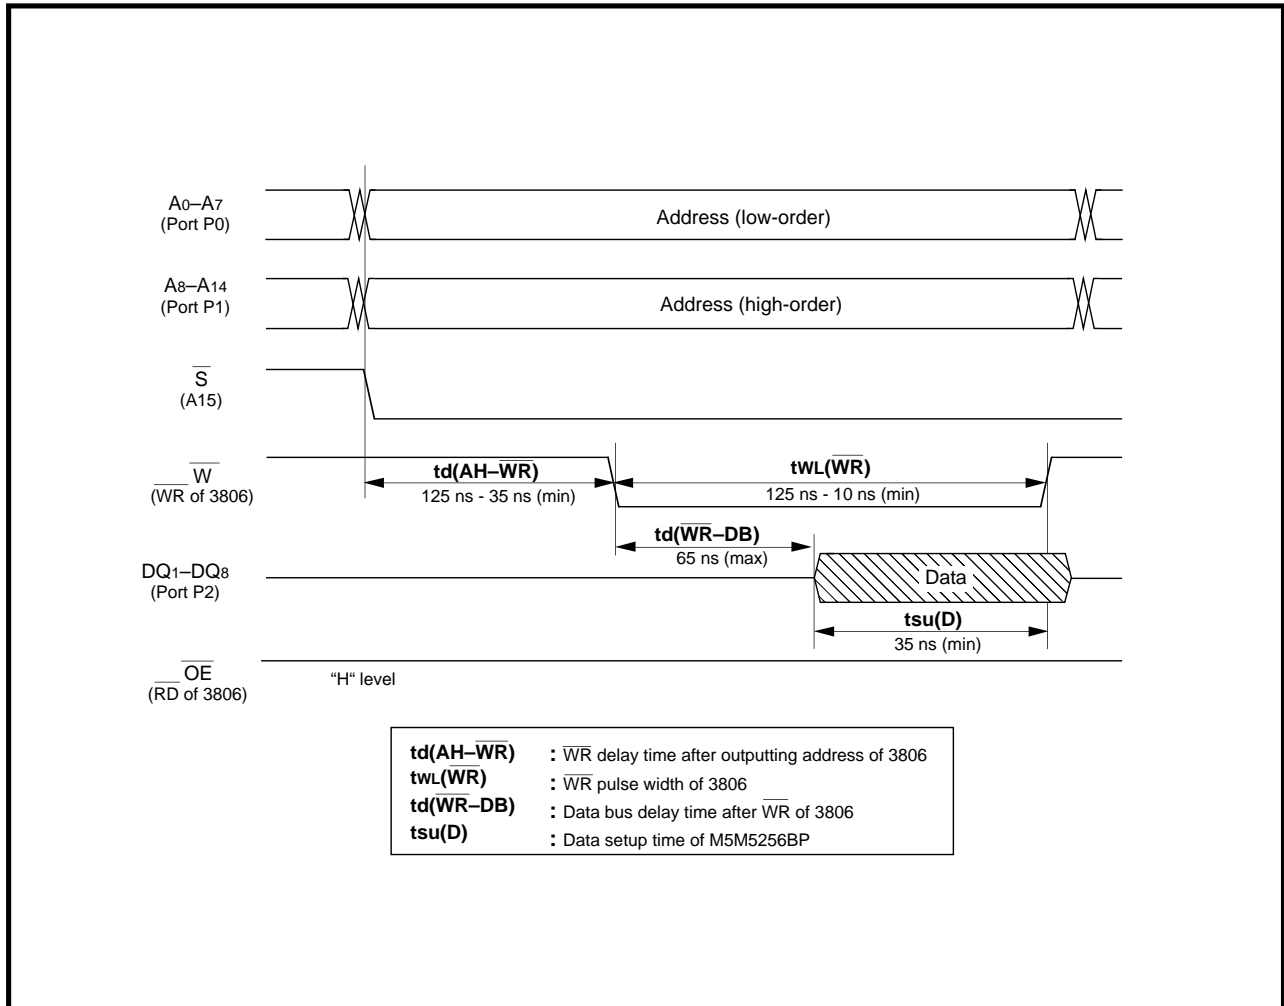 A0–A7
(Port P0)
Address (low-order)
A8–A14
(Port P1)
Address (high-order)
S
(A15)
W
(WR of 3806)
td(AH–WR)
125 ns - 35 ns (min)
twL(WR)
125 ns - 10 ns (min)
td(WR–DB)
65 ns (max)
DQ1–DQ8
(Port P2)
Data
tsu(D)
35 ns (min)
OE
(RD of 3806)
“H“ level
td(AH–WR) : WR delay time after outputting address of 3806
twL(WR) : WR pulse width of 3806
td(WR–DB) : Data bus delay time after WR of 3806
tsu(D) : Data setup time of M5M5256BP